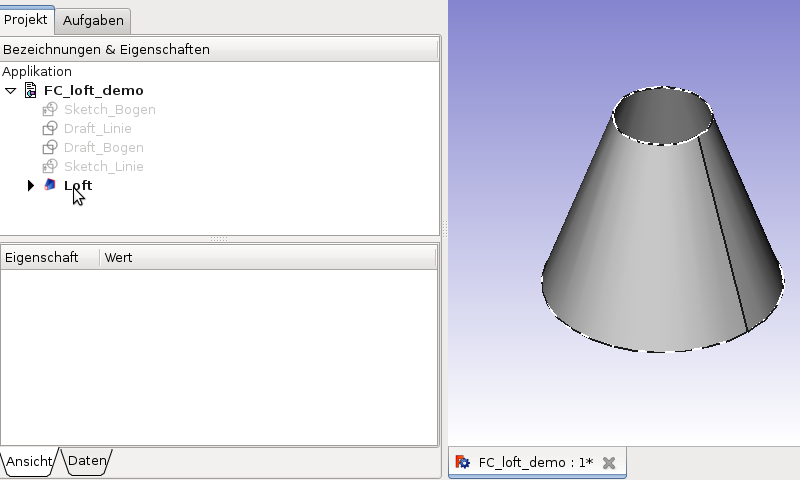 Projekt Aufgaben
Bezeichnungen & Eigenschaften
Applikation
FC_loft_demo
Sketch_Bogen
Draft_Linie
Draft_Bogen
Sketch_Linie
Loft
Eigenschaft Wert
Ansicht Daten
FC_loft_demo : 1*